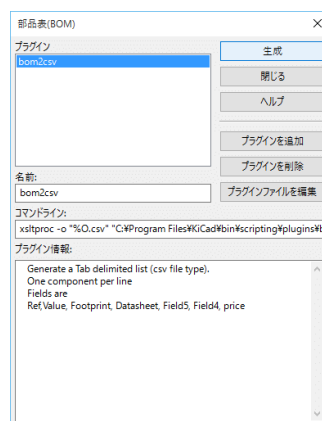 部品表(BOM)
プラグイン
bom2csv
生成
閉じる
ヘルプ
プラグインを追加
プラグインを削除
名前:
bom2csv
プラグインファイルを編集
コマンドライン:
xsltproc -o "%O.csv" "C:¥Program Files¥KiCad¥bin¥scripting¥plugins¥b
プラグイン情報:
Generate a Tab delimited list (csv file type).
One component per line
Fields are
Ref,Value, Footprint, Datasheet, Field5, Field4, price